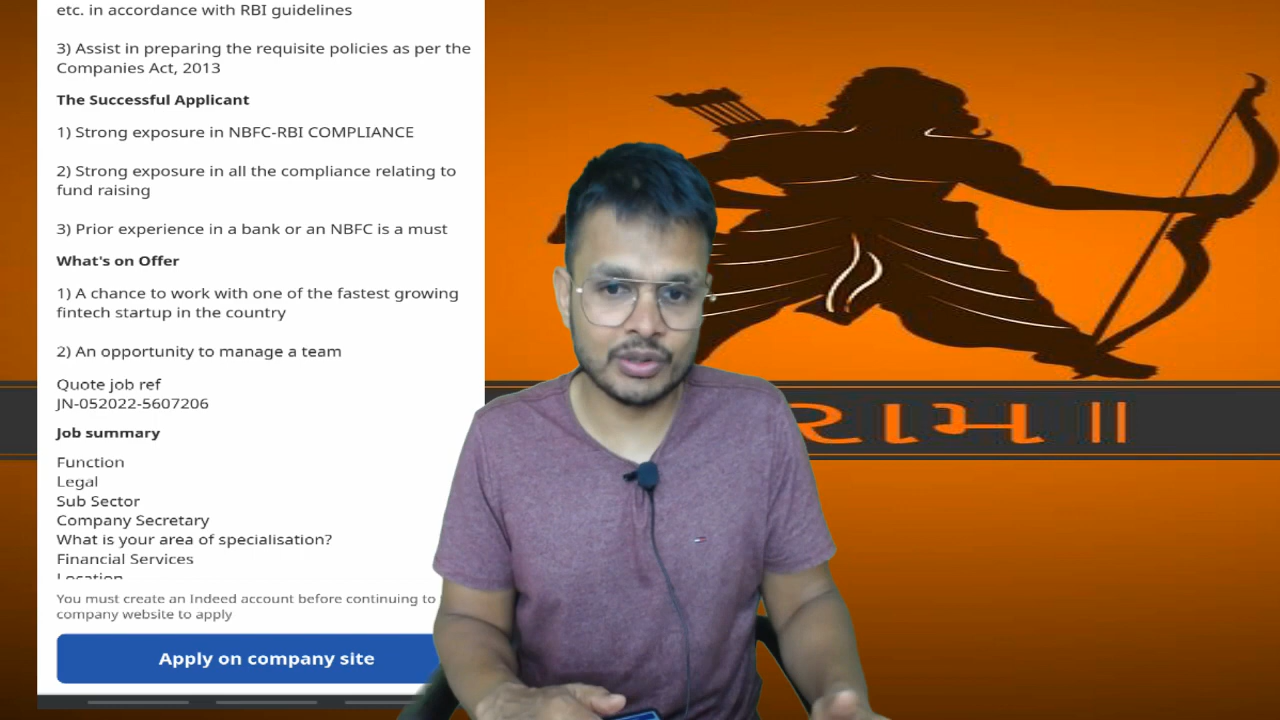 etc. in accordance with RBI guidelines
3) Assist in preparing the requisite policies as per the
Companies Act, 2013
The Successful Applicant
1) Strong exposure in NBFC-RBI COMPLIANCE
2) Strong exposure in all the compliance relating to
fund raising
3) Prior experience in a bank or an NBFC is a must
What's on Offer
1) A chance to work with one of the fastest growing
fintech startup in the country
2) An opportunity to manage a team
Quote job ref
JN-052022-5607206
Job summary
Function
Legal
Sub Sector
Company Secretary
What is your area of specialisation?
Financial Services
Location
You must create an Indeed account before continuing to
company website to apply
Apply on company site
રામ ॥